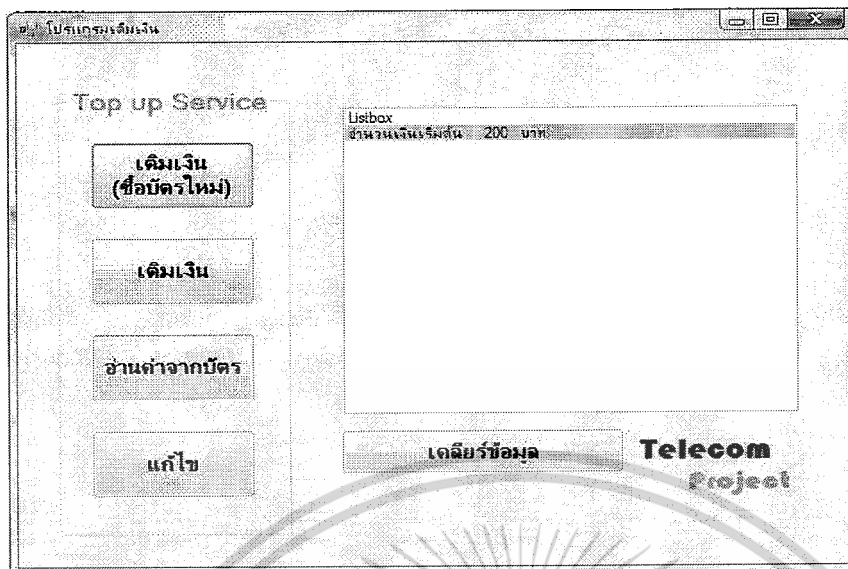 โปรแกรมเติมเงิน
Top up Service
เติมเงิน
(ซื้อบัตรใหม่)
เติมเงิน
อ่านค่าจากบัตร
แก้ไข
Listbox
จำนวนเงินเริ่มต้น 200 บาท
เคลียร์ข้อมูล
Telecom
Project